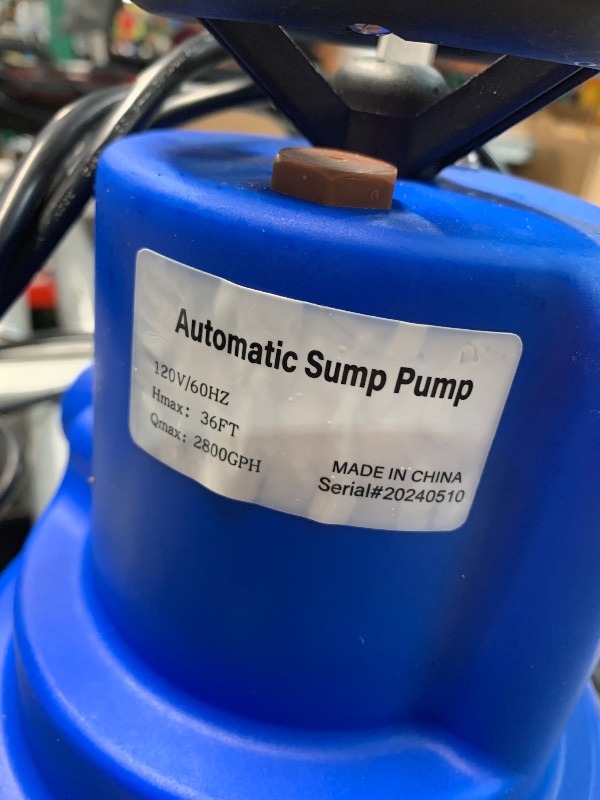 Automatic Sump Pump
120V/60HZ
Hmax: 36FT
Qmax: 2800GPH
MADE IN CHINA
Serial#20240510